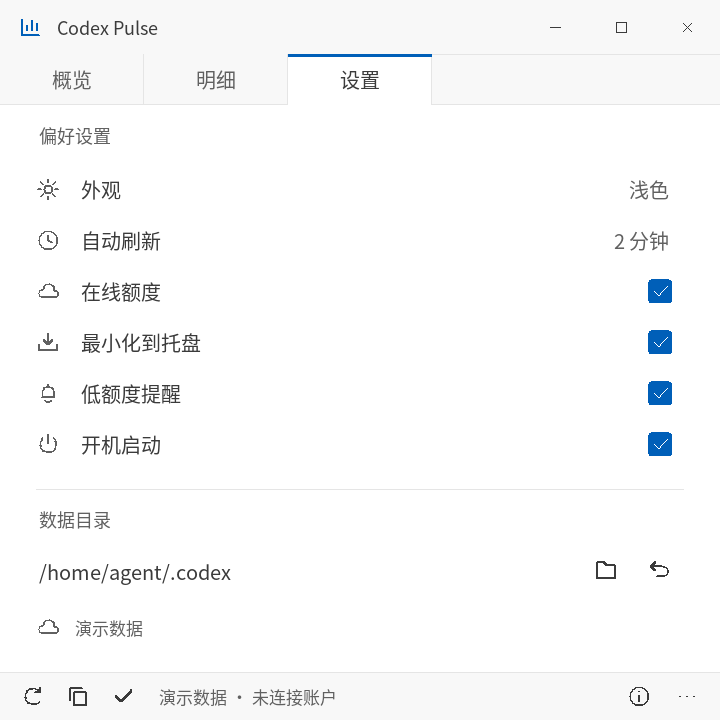 Codex Pulse
概览 明细 设置
偏好设置
外观 浅色
自动刷新 2 分钟
在线额度
最小化到托盘
低额度提醒
开机启动
数据目录
/home/agent/.codex
演示数据
演示数据 · 未连接账户